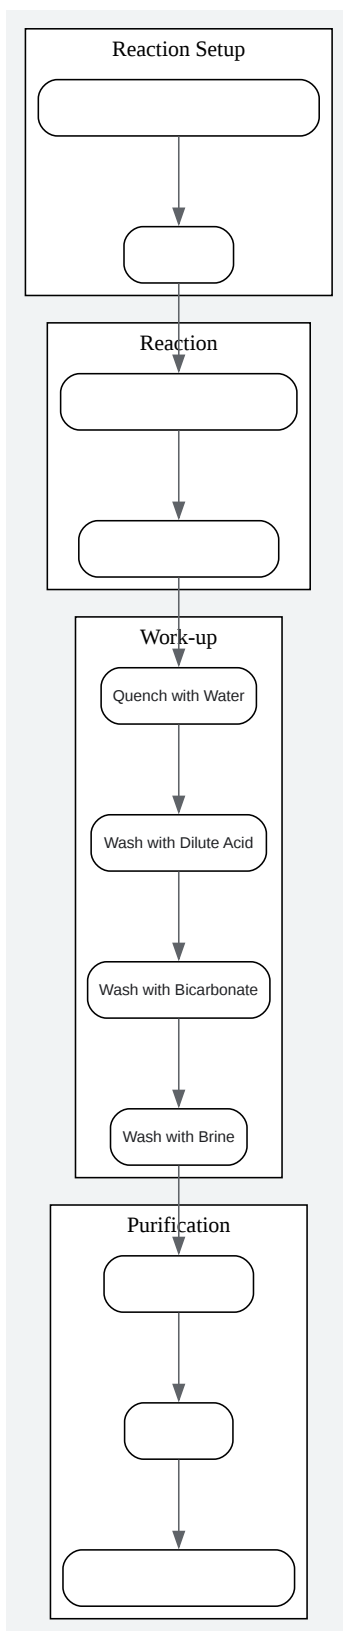 Reaction Setup
Reaction
Work-up
Quench with Water
Wash with Dilute Acid
Wash with Bicarbonate
Wash with Brine
Purification